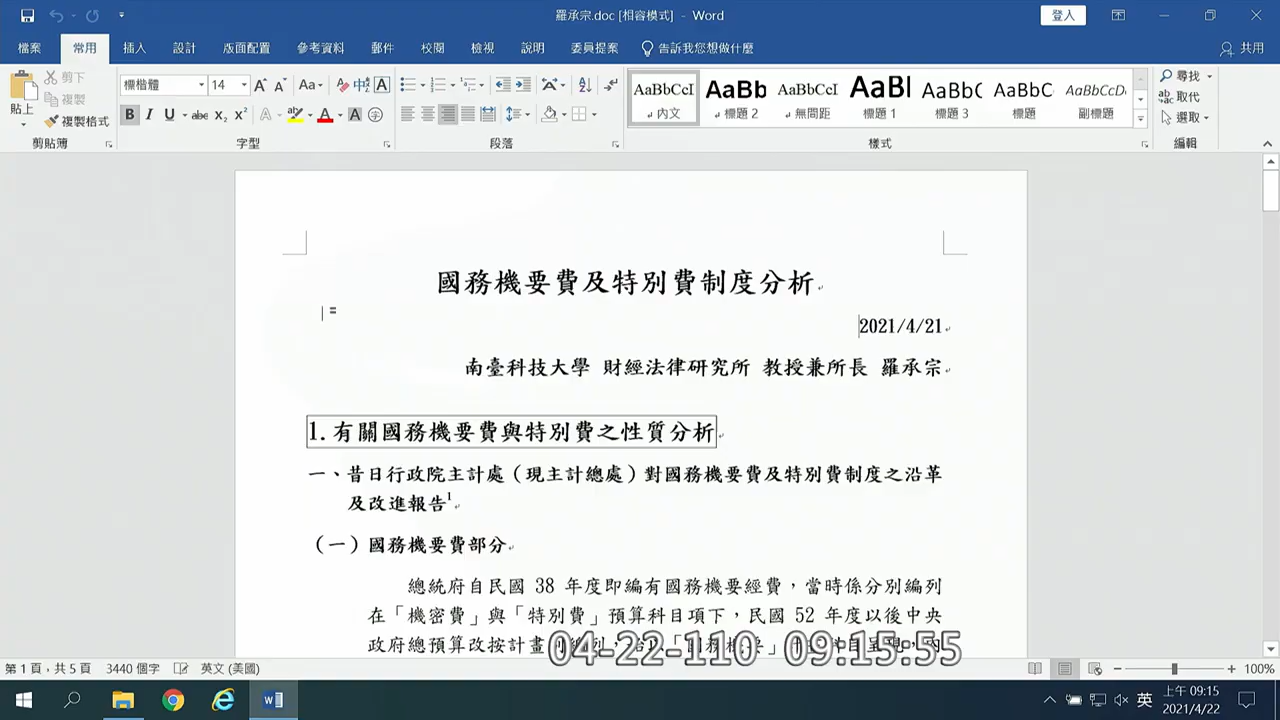 羅承宗.doc [相容模式] - Word
登入
檔案 常用 插入 設計 版面配置 參考資料 郵件 校閱 檢視 說明 委員提案 告訴我您想做什麼 共用
貼上 剪下 複製 複製格式
標楷體 14
AaBbCcI AaBb AaBbCcI AaBl AaBbC AaBbC AaBbCcD
內文 標題 2 無間距 標題 1 標題 3 標題 副標題
尋找 取代 選取
剪貼簿 字型 段落 樣式 編輯
國務機要費及特別費制度分析
2021/4/21
南臺科技大學 財經法律研究所 教授兼所長 羅承宗
1.有關國務機要費與特別費之性質分析
一、昔日行政院主計處(現主計總處)對國務機要費及特別費制度之沿革
及改進報告1
(一)國務機要費部分
總統府自民國 38 年度即編有國務機要經費，當時係分別編列
在「機密費」與「特別費」預算科目項下，民國 52 年度以後中央
政府總預算改按計畫
04-22-110 09:15:55
第 1 頁，共 5 頁 3440 個字 英文 (美國) 100%
英 上午 09:15
2021/4/22